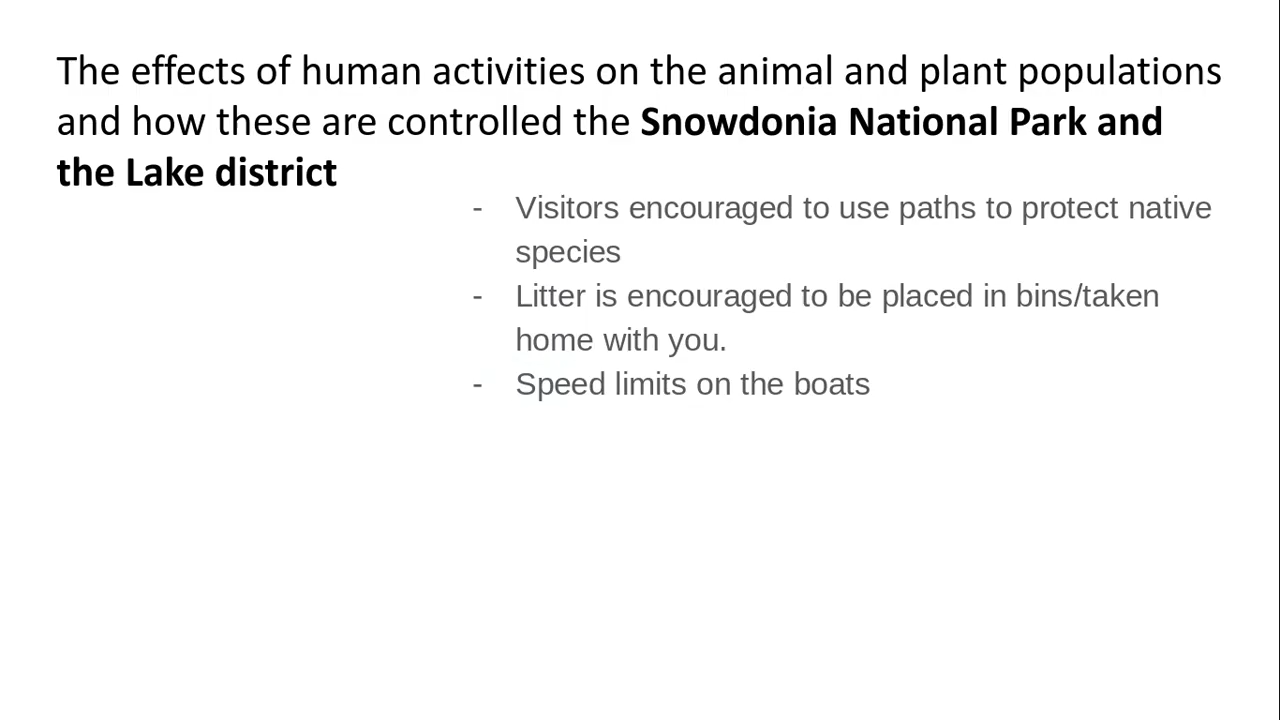 The effects of human activities on the animal and plant populations
and how these are controlled the Snowdonia National Park and
the Lake district
- Visitors encouraged to use paths to protect native
species
- Litter is encouraged to be placed in bins/taken
home with you.
- Speed limits on the boats